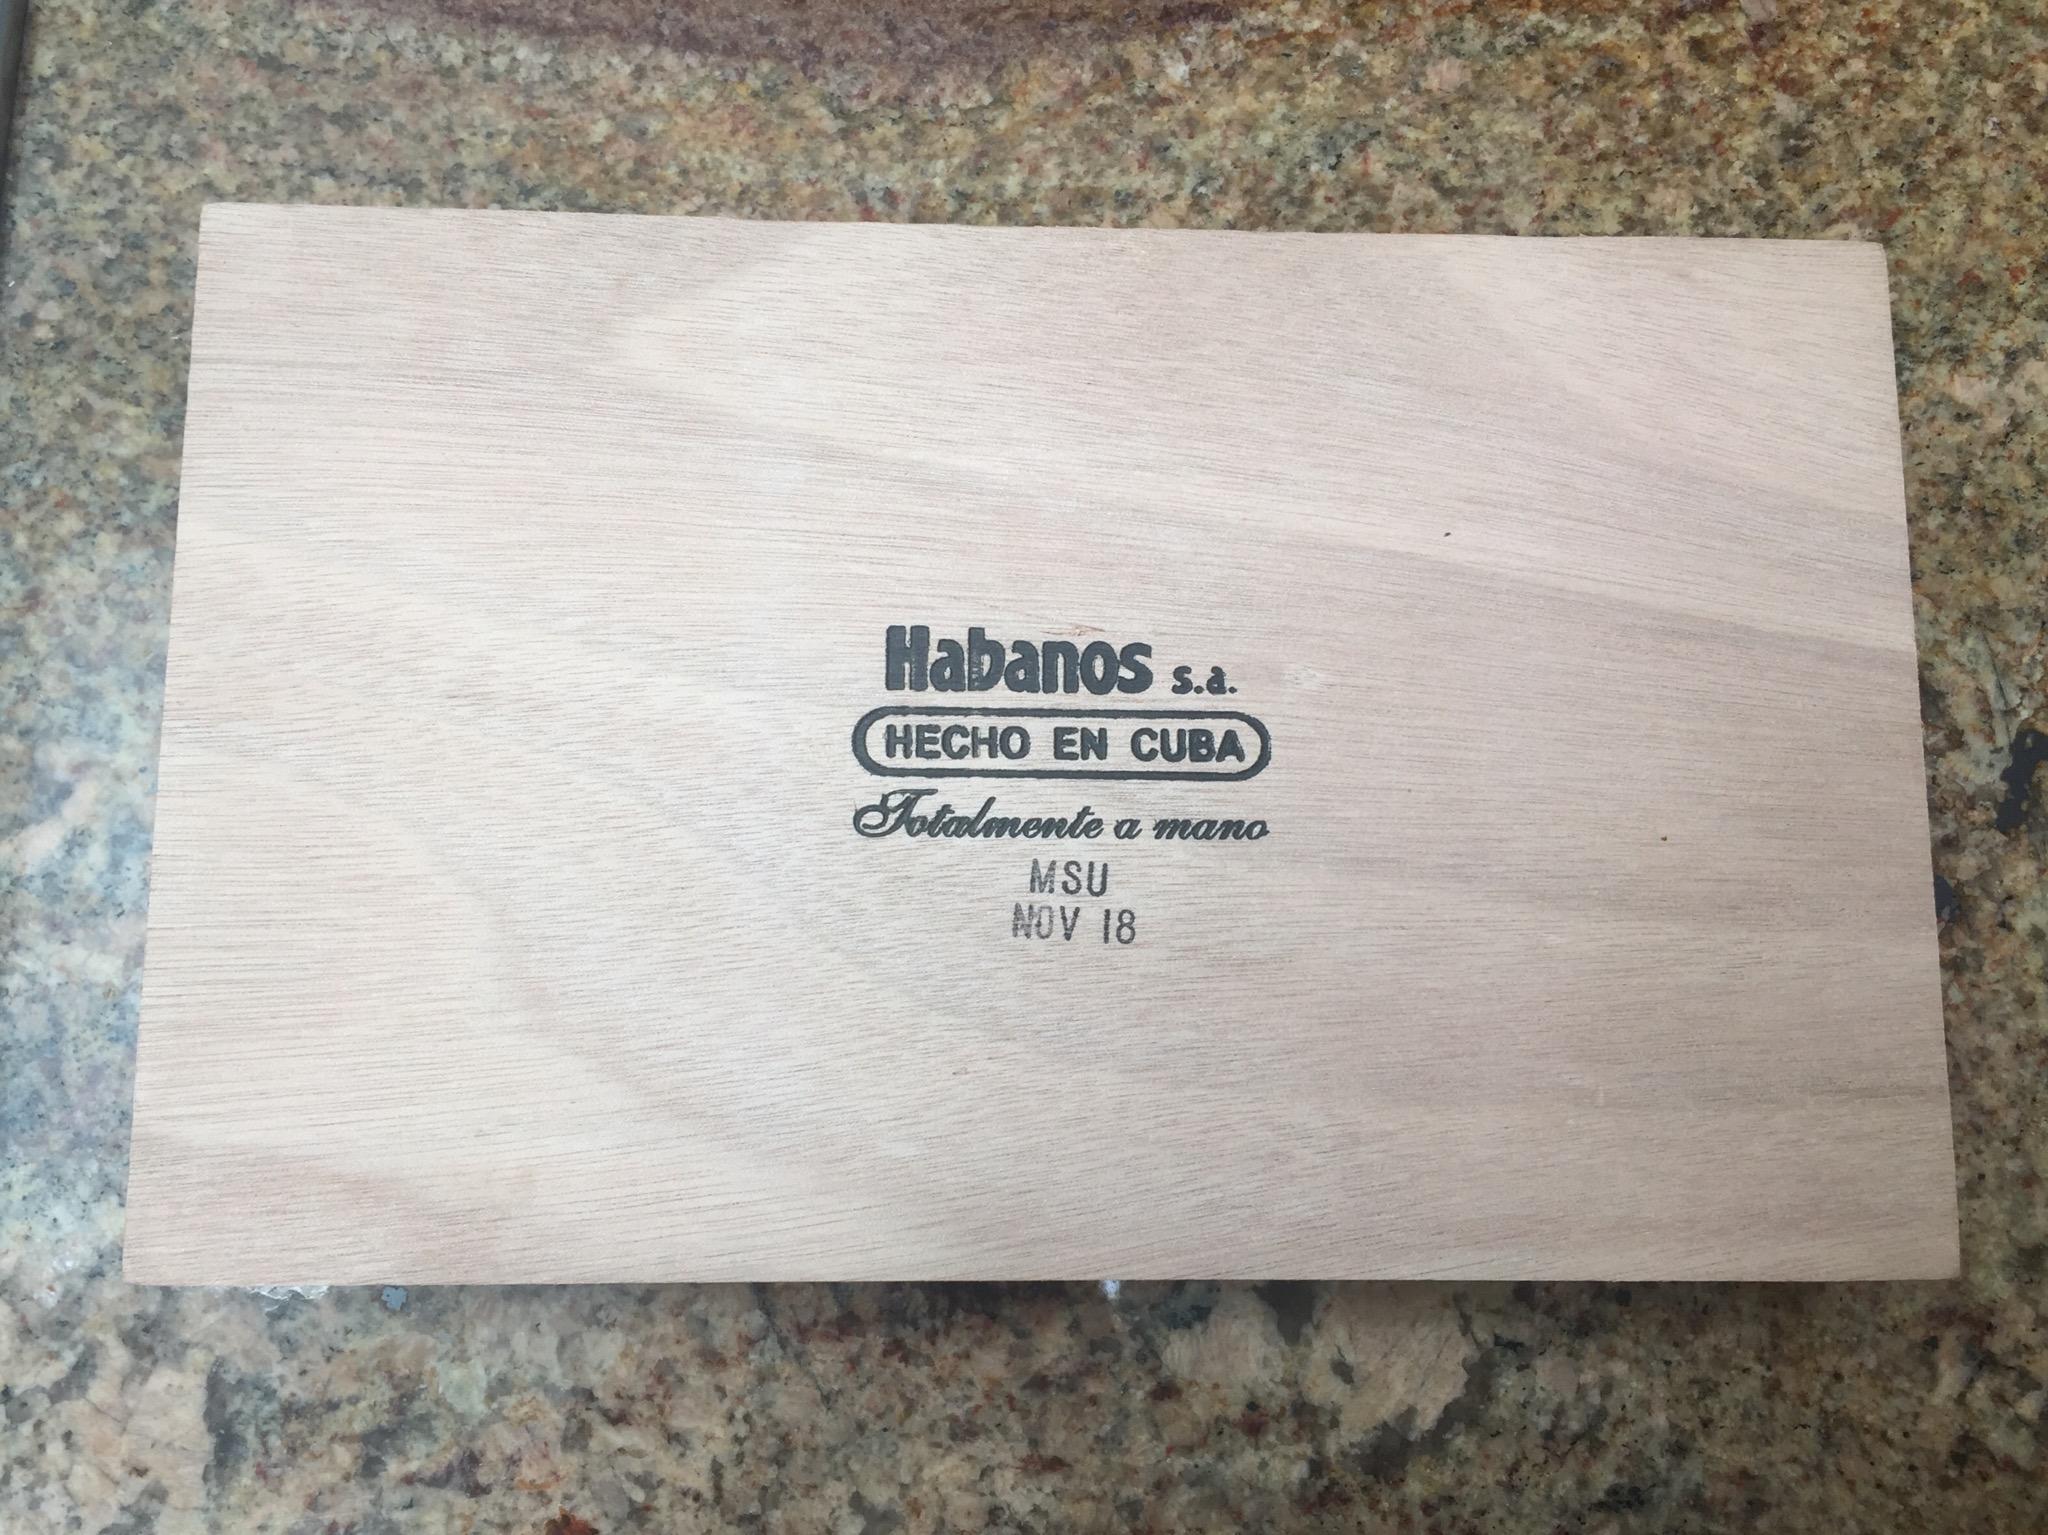 Habanos s.a.
HECHO EN CUBA
Totalmente a mano
MSU
NOV 18